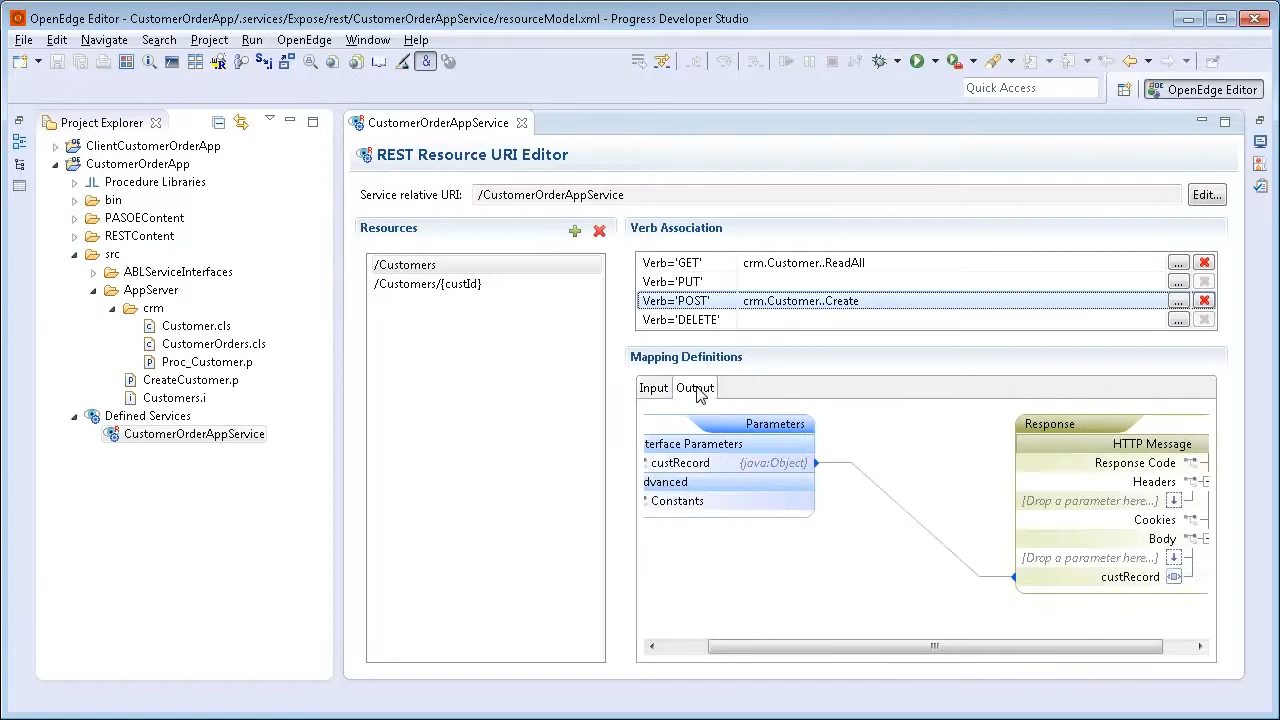 OpenEdge Editor - CustomerOrderApp/.services/Expose/rest/CustomerOrderAppService/resourceModel.xml - Progress Developer Studio
File Edit Navigate Search Project Run OpenEdge Window Help
Quick Access
OpenEdge Editor
Project Explorer
ClientCustomerOrderApp
CustomerOrderApp
Procedure Libraries
bin
PASOEContent
RESTContent
src
ABLServiceInterfaces
AppServer
crm
Customer.cls
CustomerOrders.cls
Proc_Customer.p
CreateCustomer.p
Customers.i
Defined Services
CustomerOrderAppService
CustomerOrderAppService
REST Resource URI Editor
Service relative URI: /CustomerOrderAppService Edit...
Resources
/Customers
/Customers/{custId}
Verb Association
Verb='GET' crm.Customer..ReadAll ...
Verb='PUT' ...
Verb='POST' crm.Customer..Create ...
Verb='DELETE' ...
Mapping Definitions
Input Output
Parameters
terface Parameters
custRecord {java:Object}
dvanced
Constants
Response
HTTP Message
Response Code
Headers
[Drop a parameter here...]
Cookies
Body
[Drop a parameter here...]
custRecord